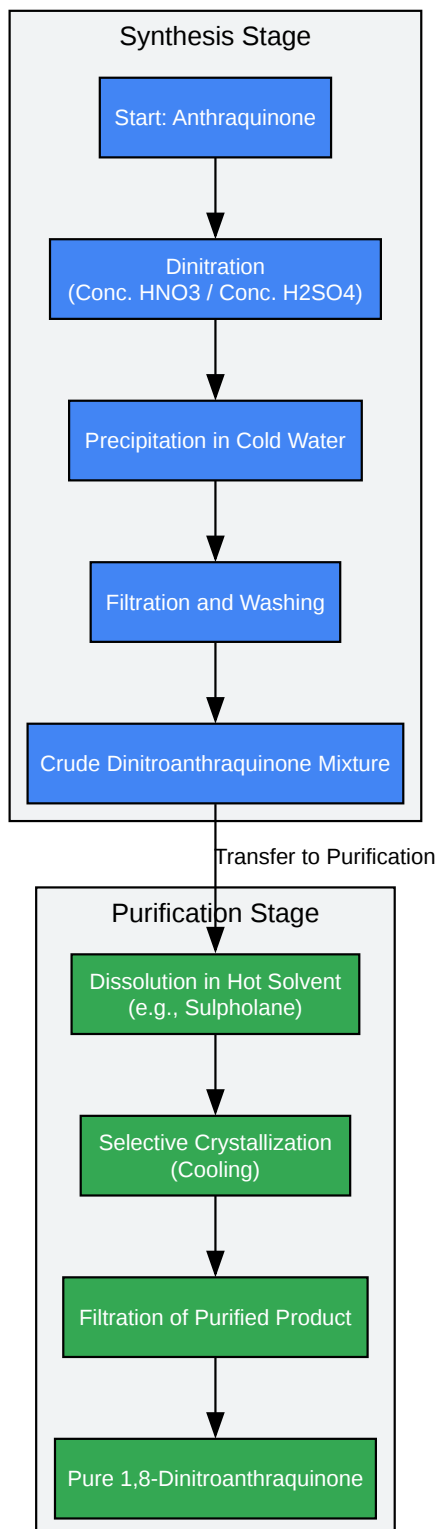 Synthesis Stage
Start: Anthraquinone
Dinitration
(Conc. HNO3 / Conc. H2SO4)
Precipitation in Cold Water
Filtration and Washing
Crude Dinitroanthraquinone Mixture
Transfer to Purification
Purification Stage
Dissolution in Hot Solvent
(e.g., Sulpholane)
Selective Crystallization
(Cooling)
Filtration of Purified Product
Pure 1,8-Dinitroanthraquinone